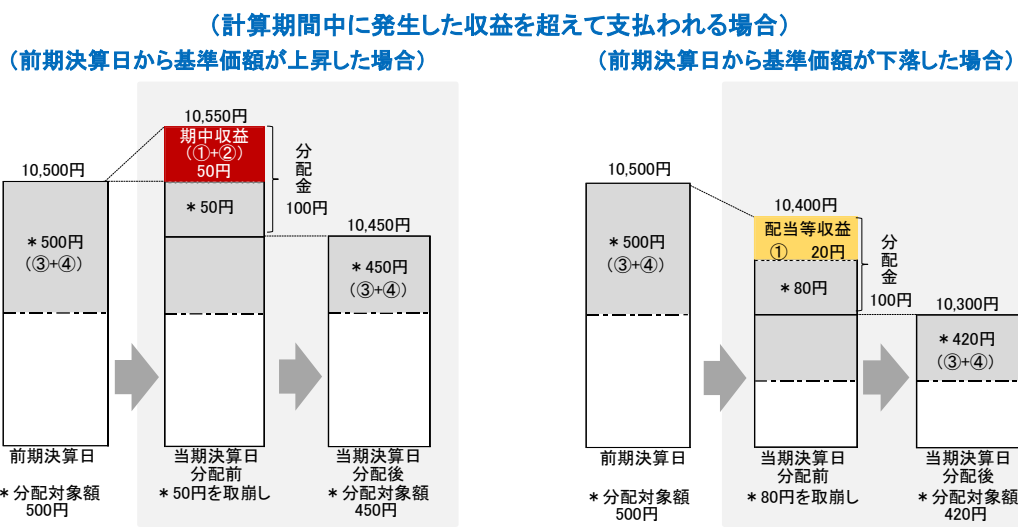 （計算期間中に発生した収益を超えて支払われる場合）
（前期決算日から基準価額が上昇した場合）
10,550円
期中収益
（①+②）
50円
分配金
100円
10,500円
＊50円
10,450円
＊500円
（③+④）
＊450円
（③+④）
前期決算日
当期決算日
分配前
当期決算日
分配後
＊分配対象額
500円
＊50円を取崩し
＊分配対象額
450円
（前期決算日から基準価額が下落した場合）
10,500円
10,400円
配当等収益
① 20円
分配金
100円
＊500円
（③+④）
＊80円
10,300円
＊420円
（③+④）
前期決算日
当期決算日
分配前
当期決算日
分配後
＊分配対象額
500円
＊80円を取崩し
＊分配対象額
420円